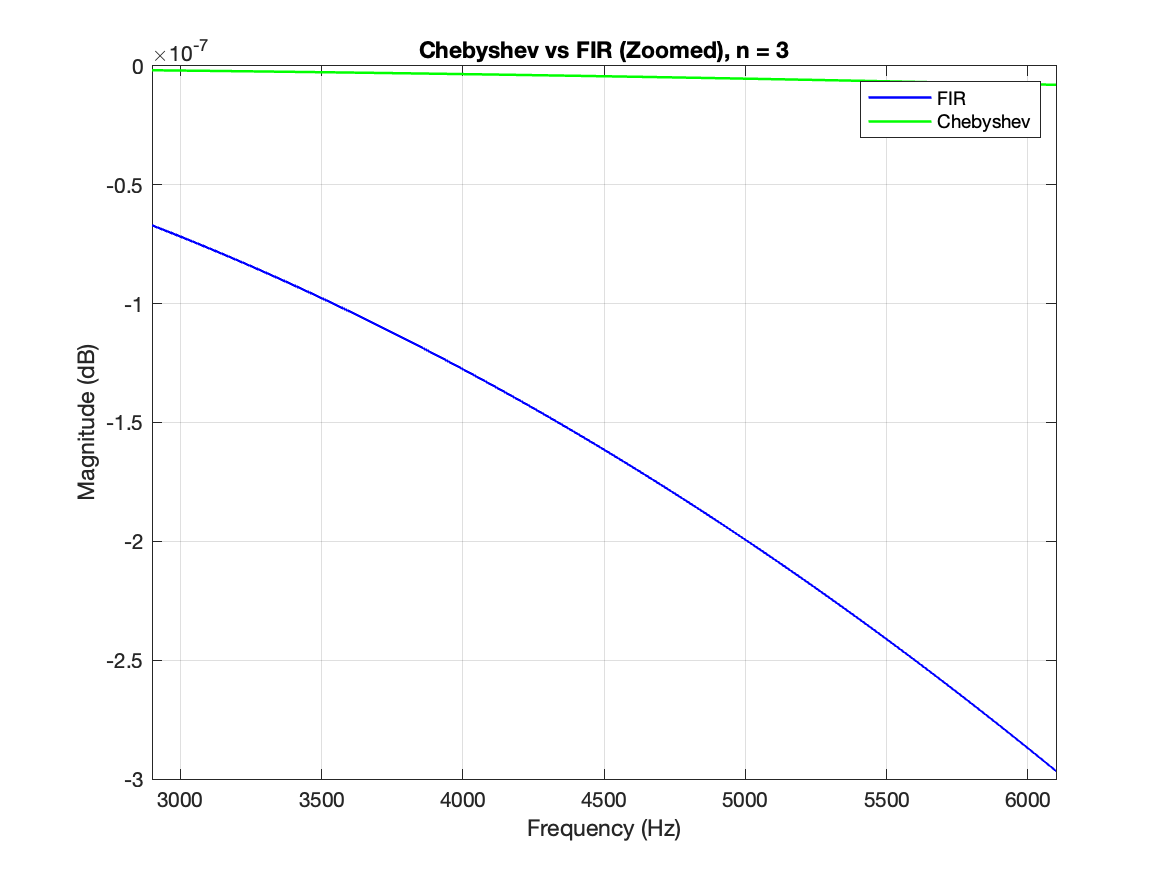 Chebyshev vs FIR (Zoomed), n = 3
×10⁻⁷
0
-0.5
-1
-1.5
-2
-2.5
-3
Magnitude (dB)
FIR
Chebyshev
3000 3500 4000 4500 5000 5500 6000
Frequency (Hz)